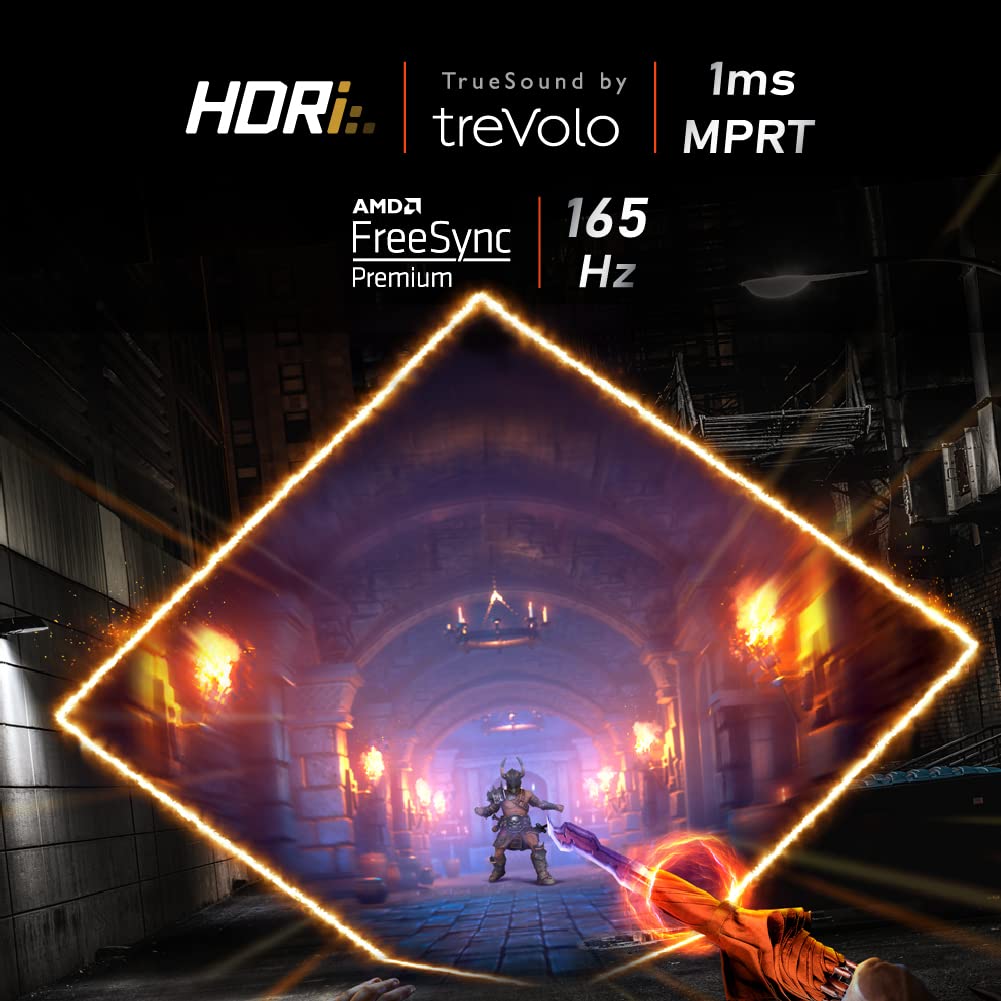 HDRi
TrueSound by
treVolo
1ms
MPRT
AMD
FreeSync
Premium
165
Hz